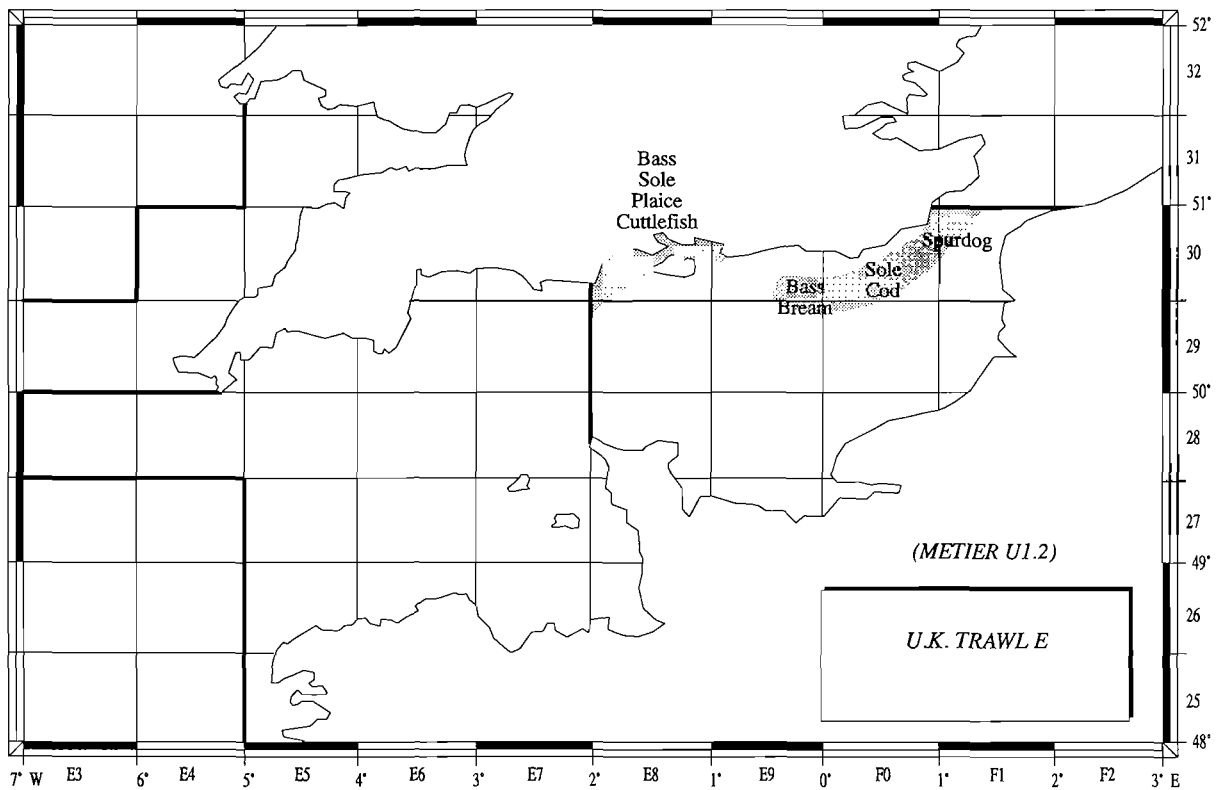 52°
32
31
51°
30
29
50°
28
27
49°
26
25
48°
Bass
Sole
Plaice
Cuttlefish
Spurdog
Sole
Cod
Bass
Bream
(METIER U1.2)
U.K. TRAWL E
7° W E3 6° E4 5° E5 E6 4° 3° E7 2° E8 1° E9 0° F0 1° F1 2° F2 3° E